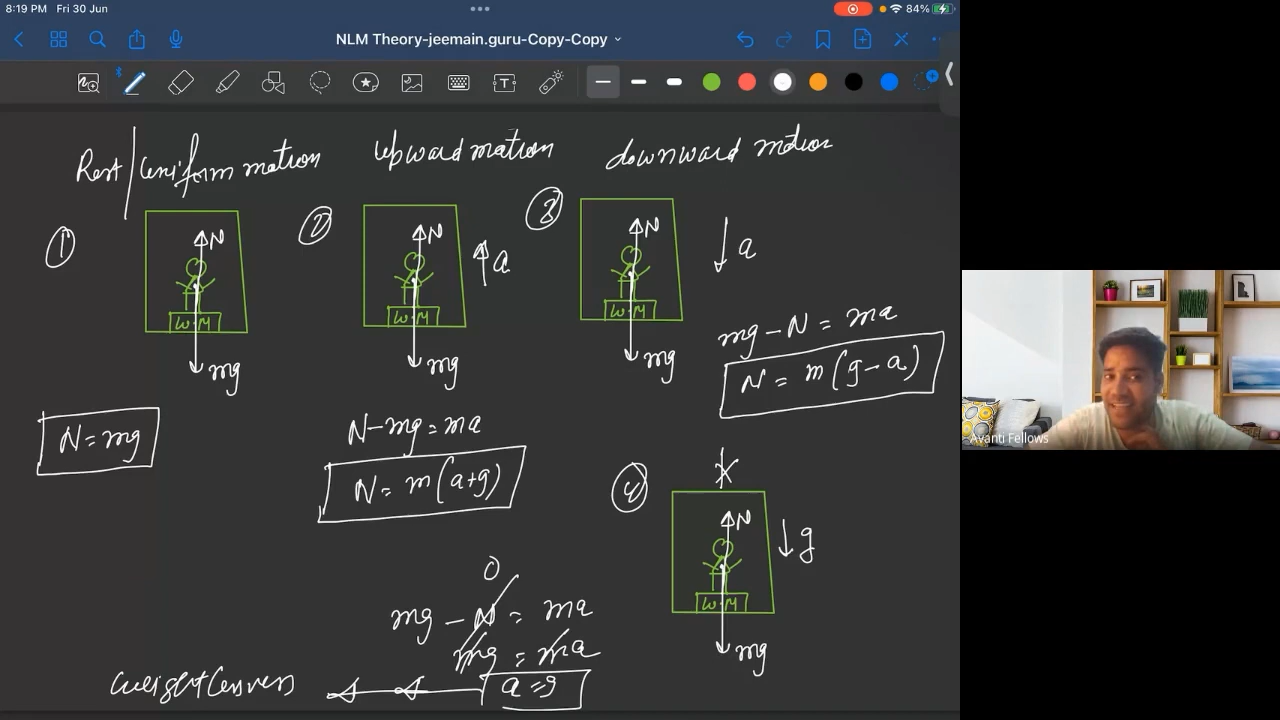 8:19 PM Fri 30 Jun
84%
NLM Theory-jeemain.guru-Copy-Copy
Rest/Uniform motion
upward motion
downward motion
1
N
W.M
mg
N=mg
2
N
a
W.M
mg
N-mg=ma
N= m(a+g)
3
N
a
W.M
mg
mg-N = ma
N = m(g-a)
4
N
g
W.M
mg
0
mg - N = ma
mg = ma
a=g
weightlessness
Avanti Fellows